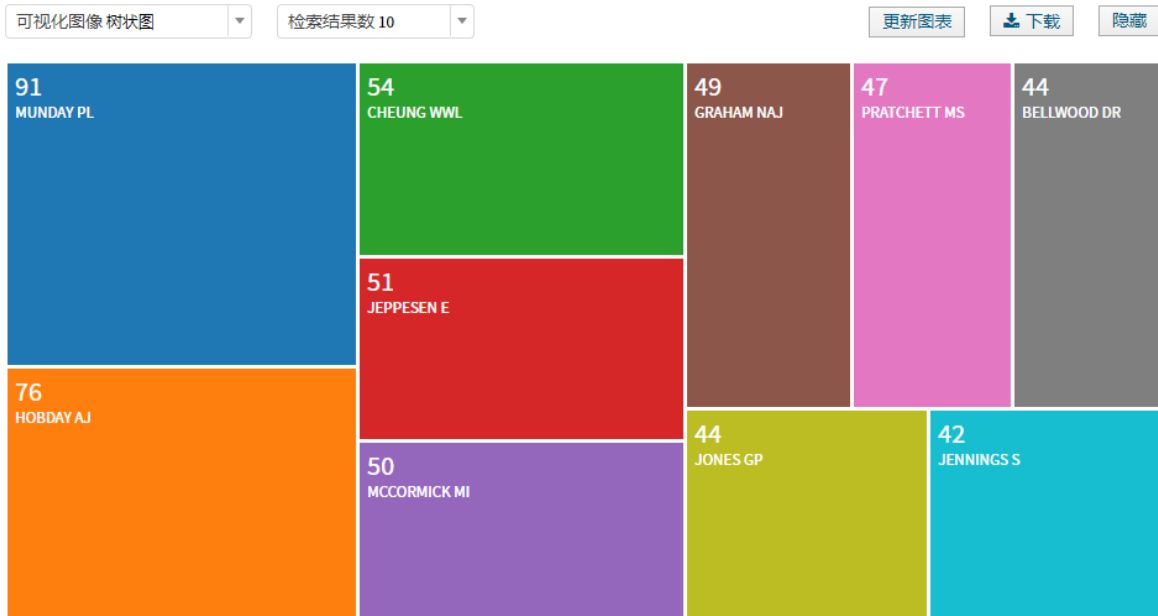 可视化图像 树状图
检索结果数 10
更新图表
下载
隐藏
91
MUNDAY PL
54
CHEUNG WWL
49
GRAHAM NAJ
47
PRATCHETT MS
44
BELLWOOD DR
51
JEPPESEN E
76
HOBDAY AJ
44
JONES GP
42
JENNINGS S
50
MCCORMICK MI